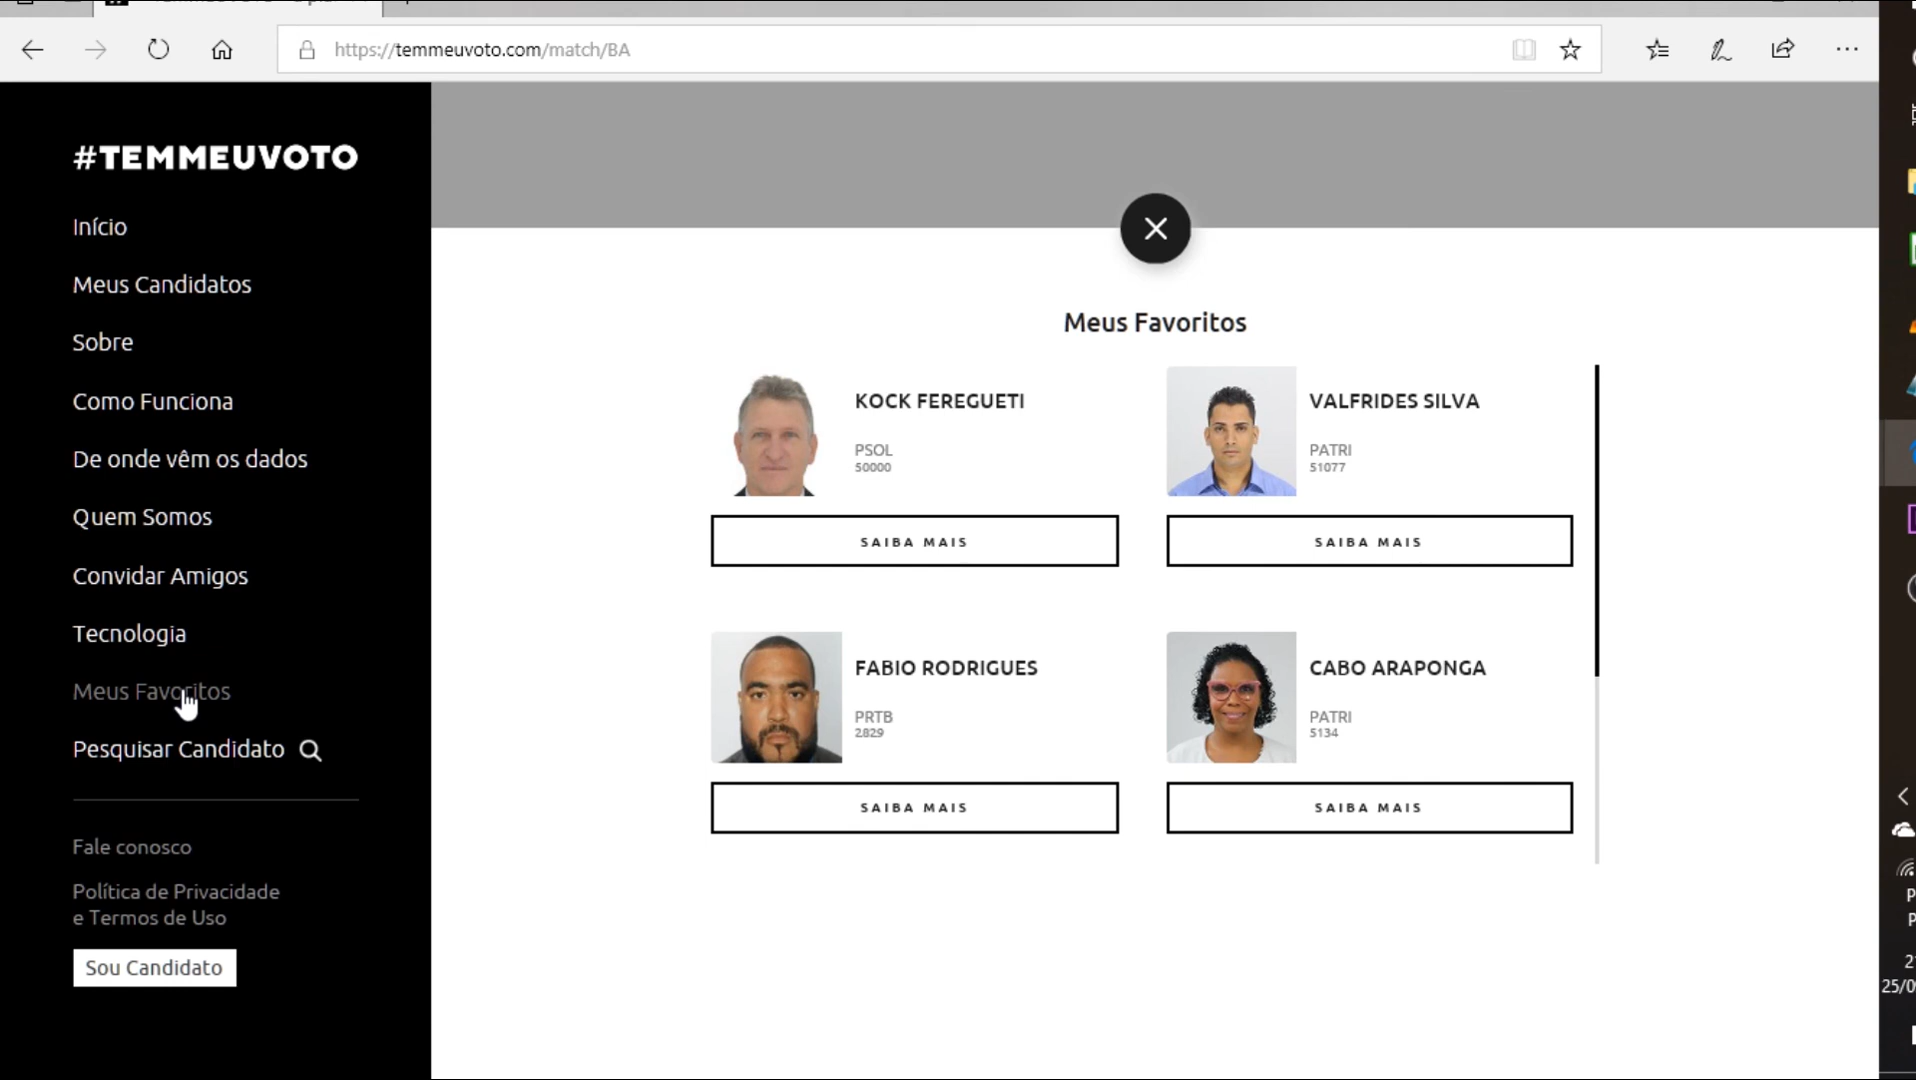 https://temmeuvoto.com/match/BA
#TEMMEUVOTO
Início
Meus Candidatos
Sobre
Como Funciona
De onde vêm os dados
Quem Somos
Convidar Amigos
Tecnologia
Meus Favoritos
Pesquisar Candidato
Fale conosco
Política de Privacidade
e Termos de Uso
Sou Candidato
Meus Favoritos
KOCK FEREGUETI
PSOL
50000
SAIBA MAIS
VALFRIDES SILVA
PATRI
51077
SAIBA MAIS
FABIO RODRIGUES
PRTB
2829
SAIBA MAIS
CABO ARAPONGA
PATRI
5134
SAIBA MAIS